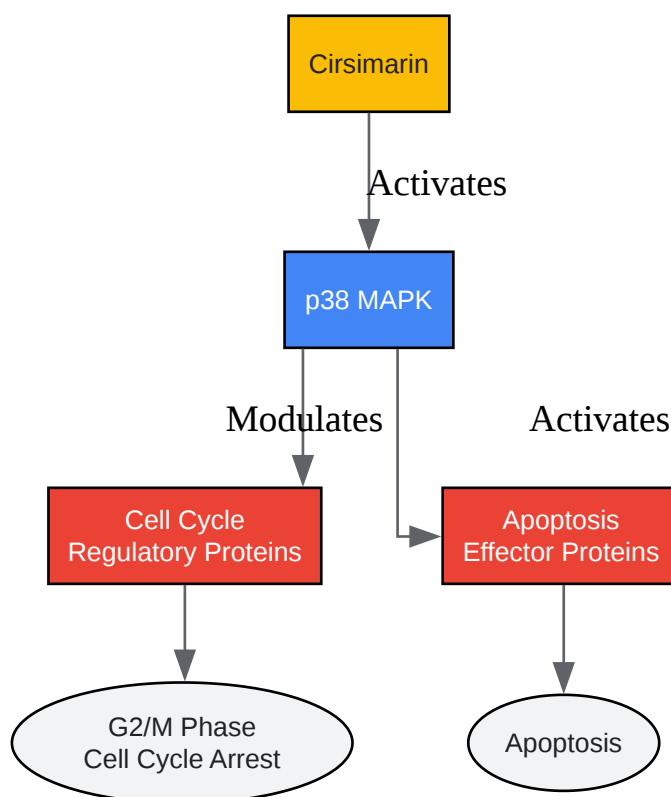 Cirsimarin
Activates
p38 MAPK
Modulates
Activates
Cell Cycle
Regulatory Proteins
Apoptosis
Effector Proteins
G2/M Phase
Cell Cycle Arrest
Apoptosis